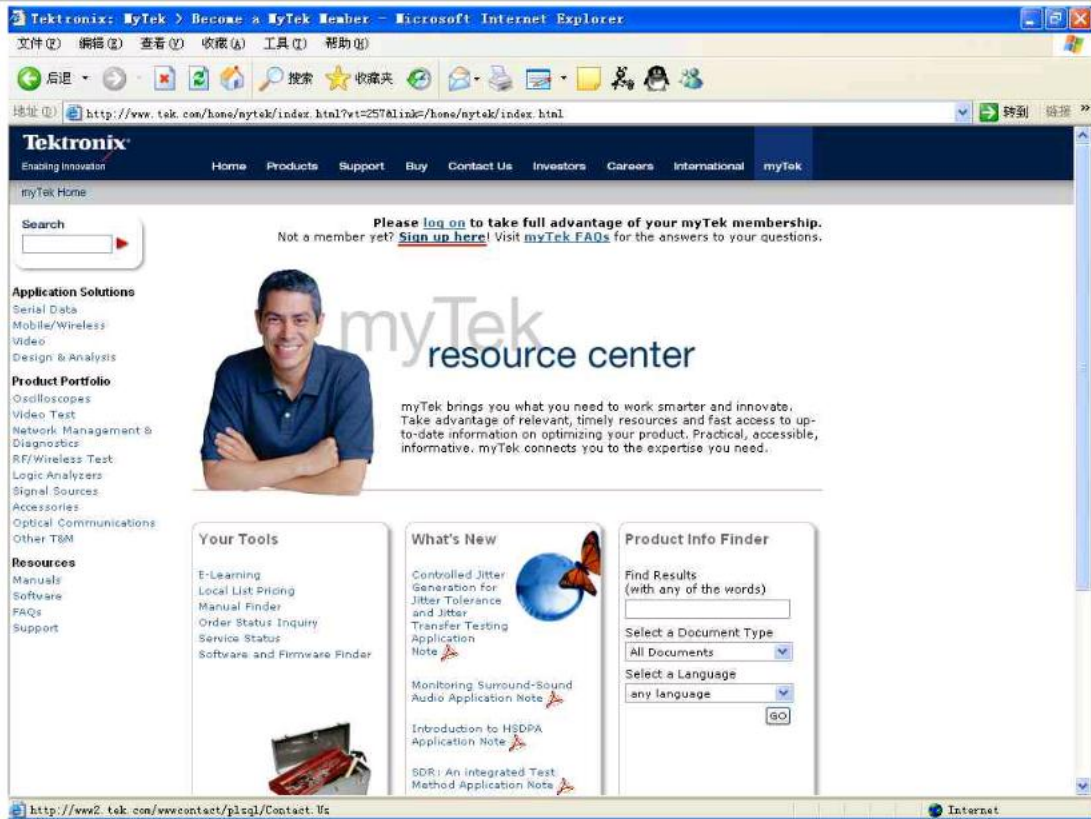 Tektronix: MyTek > Become a MyTek Member - Microsoft Internet Explorer
文件(F) 编辑(E) 查看(V) 收藏(A) 工具(T) 帮助(H)
后退 搜索 收藏夹
地址(D) http://www.tek.com/home/mytek/index.html?wt=257&link=/home/mytek/index.html 转到 链接 »
Tektronix
Enabling Innovation
Home Products Support Buy Contact Us Investors Careers International myTek
myTek Home
Search
Please log on to take full advantage of your myTek membership.
Not a member yet? Sign up here! Visit myTek FAQs for the answers to your questions.
Application Solutions
Serial Data
Mobile/Wireless
Video
Design & Analysis
Product Portfolio
Oscilloscopes
Video Test
Network Management &
Diagnostics
RF/Wireless Test
Logic Analyzers
Signal Sources
Accessories
Optical Communications
Other T&M
Resources
Manuals
Software
FAQs
Support
myTek
resource center
myTek brings you what you need to work smarter and innovate.
Take advantage of relevant, timely resources and fast access to up-
to-date information on optimizing your product. Practical, accessible,
informative. myTek connects you to the expertise you need.
Your Tools
E-Learning
Local List Pricing
Manual Finder
Order Status Inquiry
Service Status
Software and Firmware Finder
What's New
Controlled Jitter
Generation for
Jitter Tolerance
and Jitter
Transfer Testing
Application
Note
Monitoring Surround-Sound
Audio Application Note
Introduction to HSDPA
Application Note
SDR: An integrated Test
Method Application Note
Product Info Finder
Find Results
(with any of the words)
Select a Document Type
All Documents
Select a Language
any language
GO
http://www2.tek.com/wwwcontact/plsql/Contact.Us Internet